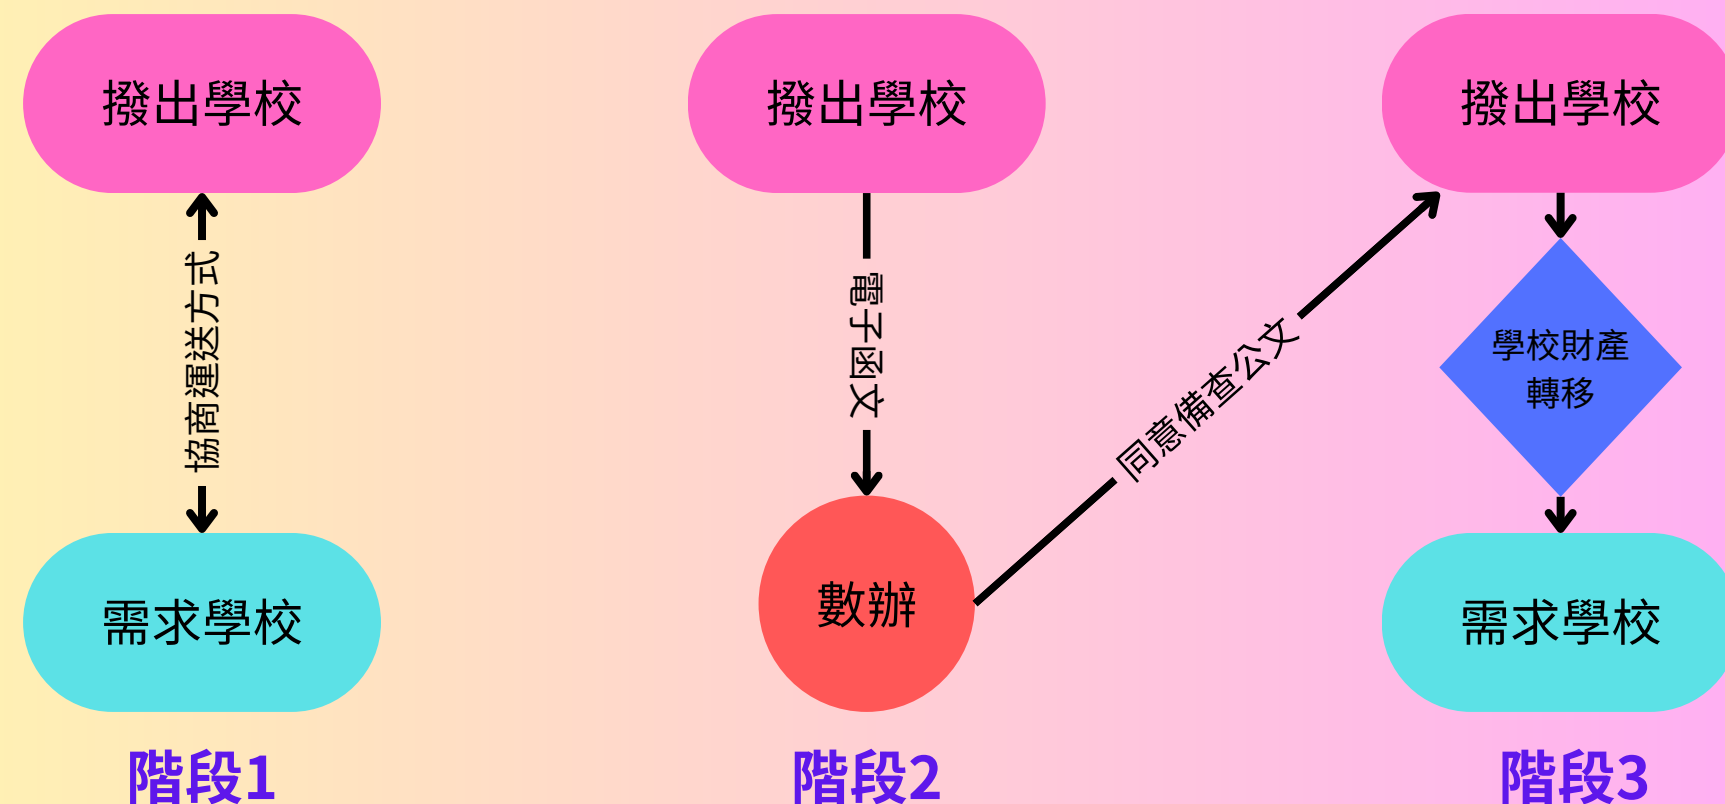 撥出學校
協商運送方式
需求學校
階段1
撥出學校
電子函文
數辦
階段2
同意備查公文
撥出學校
學校財產
轉移
需求學校
階段3